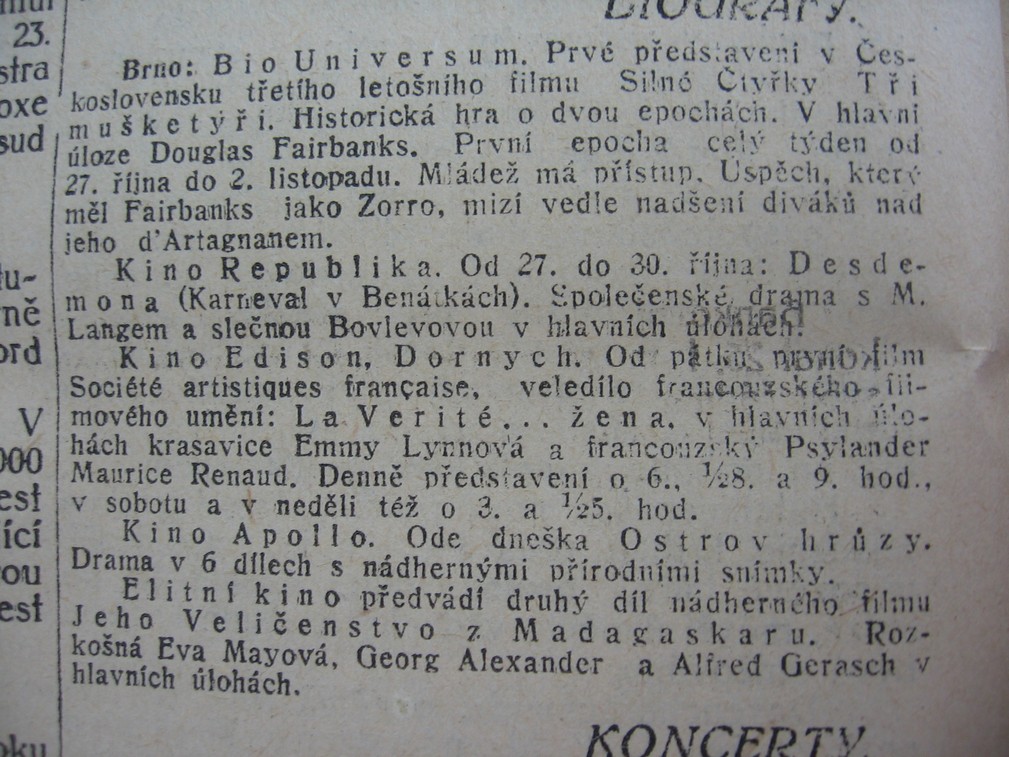 BIOGRAFY.
Brno: Bio Universum. Prvé představení v Čes-
koslovensku třetího letošního filmu Silné Čtyřky Tři
mušketýři. Historická hra o dvou epochách. V hlavní
úloze Douglas Fairbanks. První epocha celý týden od
27. října do 2. listopadu. Mládež má přístup. Úspěch, který
měl Fairbanks jako Zorro, mizí vedle nadšení diváků nad
jeho d'Artagnanem.
Kino Republika. Od 27. do 30. října: Desde-
mona (Karneval v Benátkách). Společenské drama s M.
Langem a slečnou Bovlevovou v hlavních úlohách.
Kino Edison, Dornych. Od pátku první film
Société artistiques française, veledílo francouzského fil-
mového umění: La Verité... žena, v hlavních úlo-
hách krasavice Emmy Lynnová a francouzský Psylander
Maurice Renaud. Denně představení o 6., ½8. a 9. hod.,
v sobotu a v neděli též o 3. a ½5. hod.
Kino Apollo. Ode dneška Ostrov hrůzy.
Drama v 6 dílech s nádhernými přírodními snímky.
Elitní kino předvádí druhý díl nádherného filmu
Jeho Veličenstvo z Madagaskaru. Roz-
košná Eva Mayová, Georg Alexander a Alfred Gerasch v
hlavních úlohách.
KONCERTY.
23.
stra
oxe
sud
lu-
ně
ord
V
000
est
ící
rou
est
oku